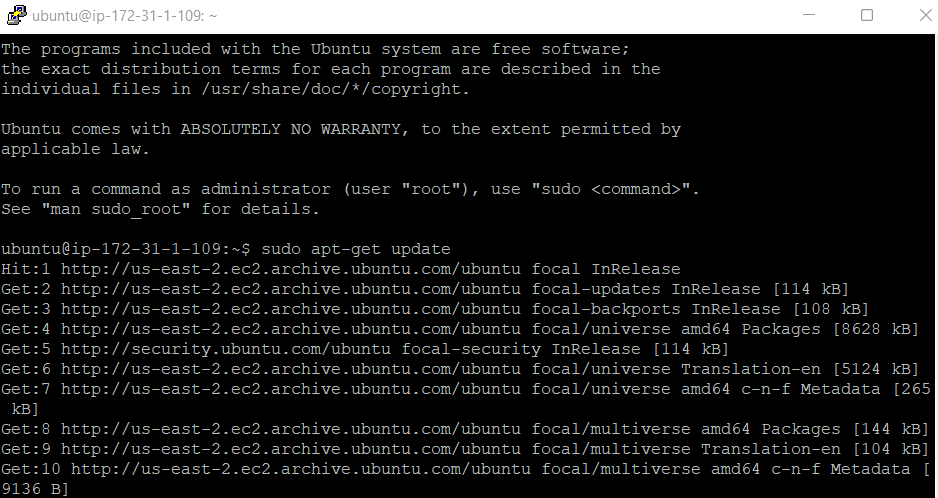 ubuntu@ip-172-31-1-109: ~
The programs included with the Ubuntu system are free software;
the exact distribution terms for each program are described in the
individual files in /usr/share/doc/*/copyright.
Ubuntu comes with ABSOLUTELY NO WARRANTY, to the extent permitted by
applicable law.
To run a command as administrator (user "root"), use "sudo <command>".
See "man sudo_root" for details.
ubuntu@ip-172-31-1-109:~$ sudo apt-get update
Hit:1 http://us-east-2.ec2.archive.ubuntu.com/ubuntu focal InRelease
Get:2 http://us-east-2.ec2.archive.ubuntu.com/ubuntu focal-updates InRelease [114 kB]
Get:3 http://us-east-2.ec2.archive.ubuntu.com/ubuntu focal-backports InRelease [108 kB]
Get:4 http://us-east-2.ec2.archive.ubuntu.com/ubuntu focal/universe amd64 Packages [8628 kB]
Get:5 http://security.ubuntu.com/ubuntu focal-security InRelease [114 kB]
Get:6 http://us-east-2.ec2.archive.ubuntu.com/ubuntu focal/universe Translation-en [5124 kB]
Get:7 http://us-east-2.ec2.archive.ubuntu.com/ubuntu focal/universe amd64 c-n-f Metadata [265
 kB]
Get:8 http://us-east-2.ec2.archive.ubuntu.com/ubuntu focal/multiverse amd64 Packages [144 kB]
Get:9 http://us-east-2.ec2.archive.ubuntu.com/ubuntu focal/multiverse Translation-en [104 kB]
Get:10 http://us-east-2.ec2.archive.ubuntu.com/ubuntu focal/multiverse amd64 c-n-f Metadata [
9136 B]